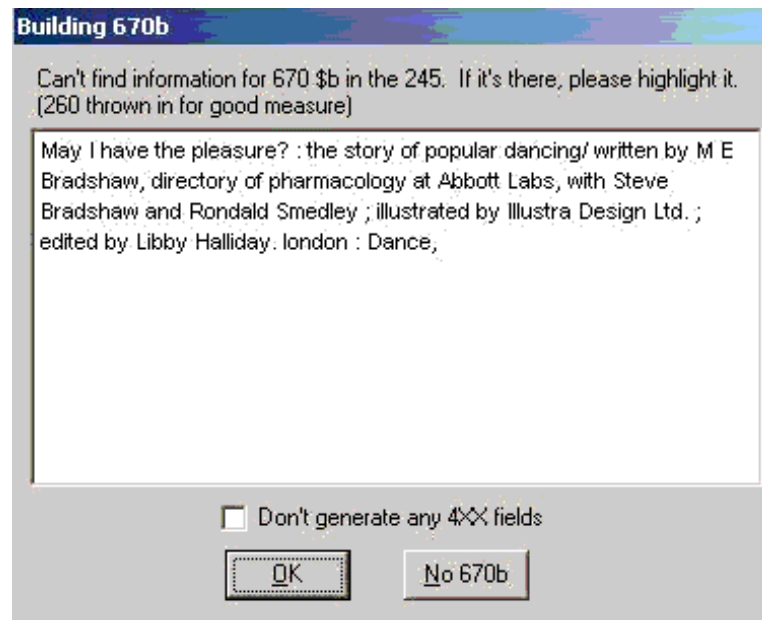 Building 670b
Can't find information for 670 $b in the 245.  If it's there, please highlight it.
(260 thrown in for good measure)
May I have the pleasure? : the story of popular dancing/ written by M E
Bradshaw, directory of pharmacology at Abbott Labs, with Steve
Bradshaw and Rondald Smedley ; illustrated by Illustra Design Ltd. ;
edited by Libby Halliday. london : Dance,
Don't generate any 4XX fields
OK
No 670b